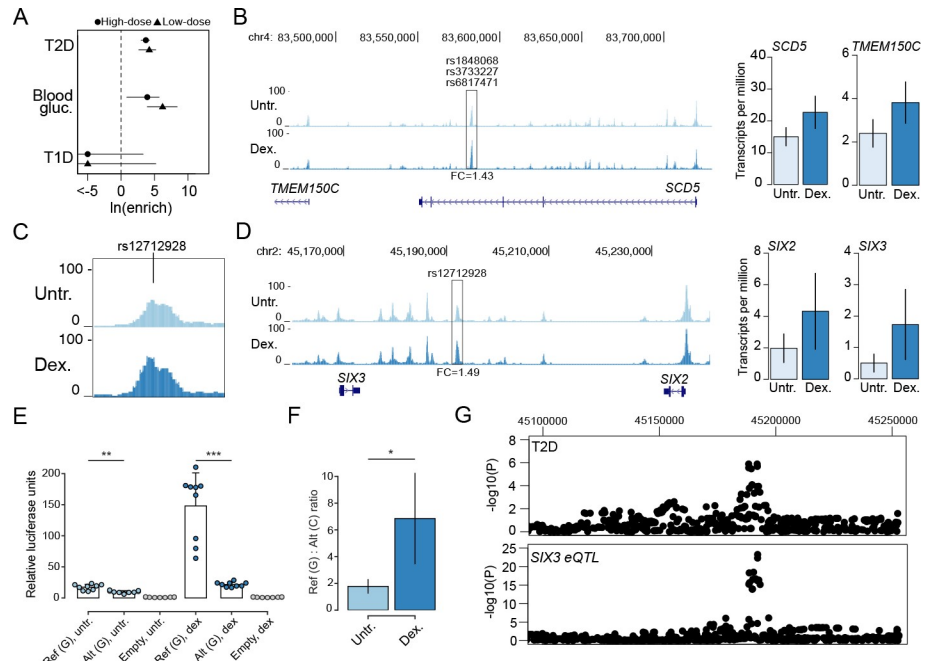 A
●High-dose ▲Low-dose
T2D
Blood
gluc.
T1D
<-5 0 5 10
ln(enrich)
B
chr4: 83,500,000| 83,550,000| 83,600,000| 83,650,000| 83,700,000|
rs1848068
rs3733227
rs6817471
100
Untr.
0
100
Dex.
0
FC=1.43
TMEM150C
SCD5
SCD5
TMEM150C
Transcripts per million
40
30
20
10
0
Untr. Dex.
6
4
2
0
Untr. Dex.
C
rs12712928
100
Untr.
0
100
Dex.
0
D
chr2: 45,170,000| 45,190,000| 45,210,000| 45,230,000|
rs12712928
100
Untr.
0
100
Dex.
0
FC=1.49
SIX3
SIX2
SIX2
SIX3
Transcripts per million
8
6
4
2
0
Untr. Dex.
4
3
2
1
0
Untr. Dex.
E
Relative luciferase units
200
150
100
50
0
**
***
Ref (G), untr.
Alt (G), untr.
Empty, untr.
Ref (G), dex
Alt (G), dex
Empty, dex
F
Ref (G) : Alt (C) ratio
10
8
6
4
2
0
*
Untr.
Dex.
G
45100000 45150000 45200000 45250000
T2D
-log10(P)
8
6
4
2
0
SIX3 eQTL
-log10(P)
25
20
15
10
5
0